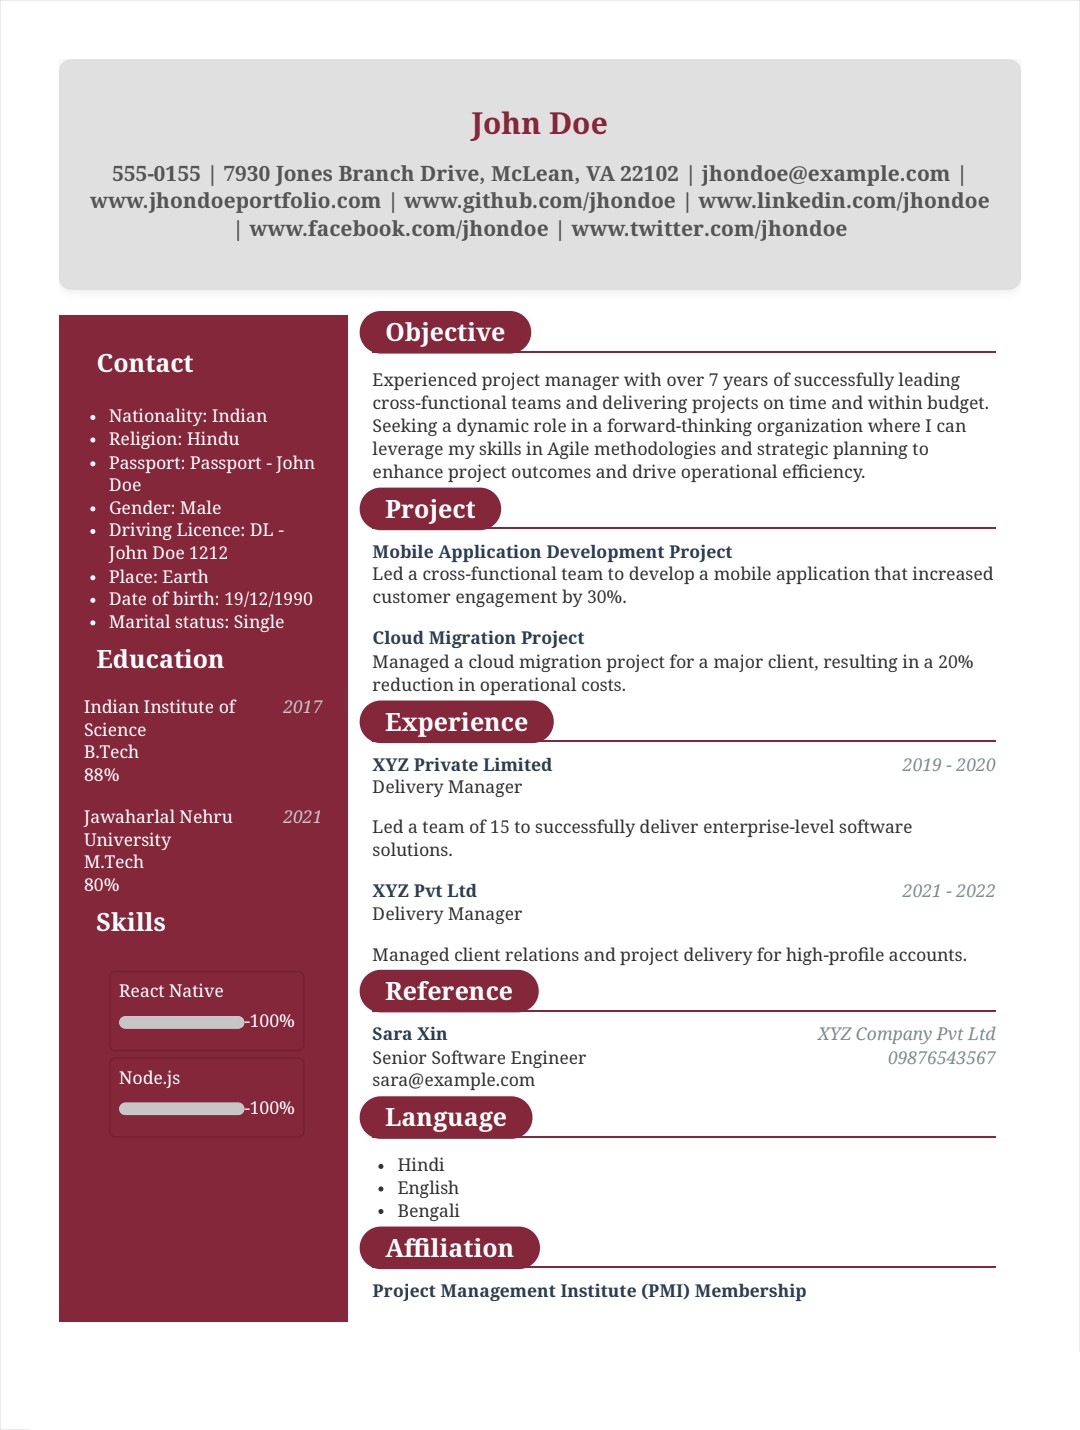 John Doe
555-0155 | 7930 Jones Branch Drive, McLean, VA 22102 | jhondoe@example.com |
www.jhondoeportfolio.com | www.github.com/jhondoe | www.linkedin.com/jhondoe
| www.facebook.com/jhondoe | www.twitter.com/jhondoe
Contact
• Nationality: Indian
• Religion: Hindu
• Passport: Passport - John
Doe
• Gender: Male
• Driving Licence: DL -
John Doe 1212
• Place: Earth
• Date of birth: 19/12/1990
• Marital status: Single
Education
Indian Institute of 2017
Science
B.Tech
88%
Jawaharlal Nehru 2021
University
M.Tech
80%
Skills
React Native
-100%
Node.js
-100%
Objective
Experienced project manager with over 7 years of successfully leading
cross-functional teams and delivering projects on time and within budget.
Seeking a dynamic role in a forward-thinking organization where I can
leverage my skills in Agile methodologies and strategic planning to
enhance project outcomes and drive operational efficiency.
Project
Mobile Application Development Project
Led a cross-functional team to develop a mobile application that increased
customer engagement by 30%.
Cloud Migration Project
Managed a cloud migration project for a major client, resulting in a 20%
reduction in operational costs.
Experience
XYZ Private Limited 2019 - 2020
Delivery Manager
Led a team of 15 to successfully deliver enterprise-level software
solutions.
XYZ Pvt Ltd 2021 - 2022
Delivery Manager
Managed client relations and project delivery for high-profile accounts.
Reference
Sara Xin XYZ Company Pvt Ltd
Senior Software Engineer 09876543567
sara@example.com
Language
• Hindi
• English
• Bengali
Affiliation
Project Management Institute (PMI) Membership